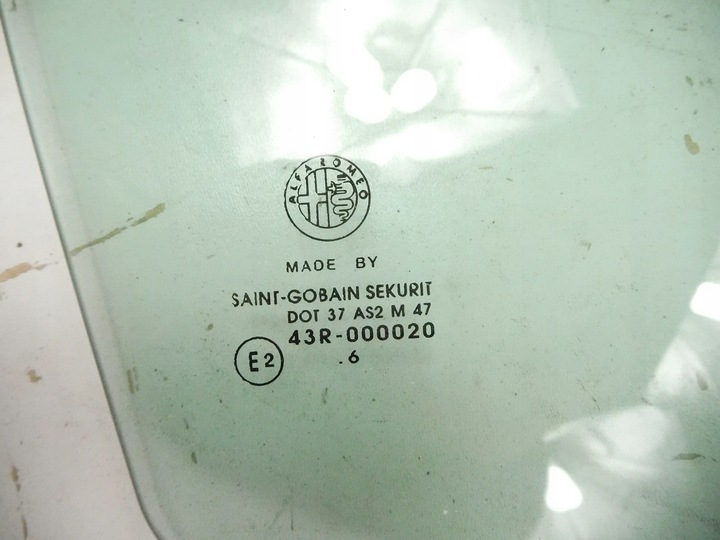 ALFA ROMEO
MADE BY
SAINT-GOBAIN SEKURIT
DOT 37 AS2 M 47
43R-000020
E2
.6